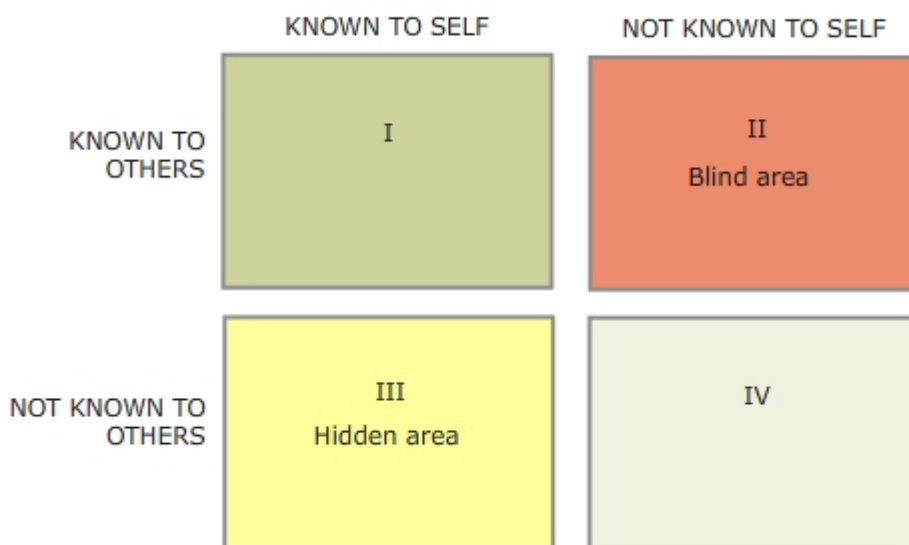 KNOWN TO SELF
NOT KNOWN TO SELF
KNOWN TO
OTHERS
I
II
Blind area
NOT KNOWN TO
OTHERS
III
Hidden area
IV